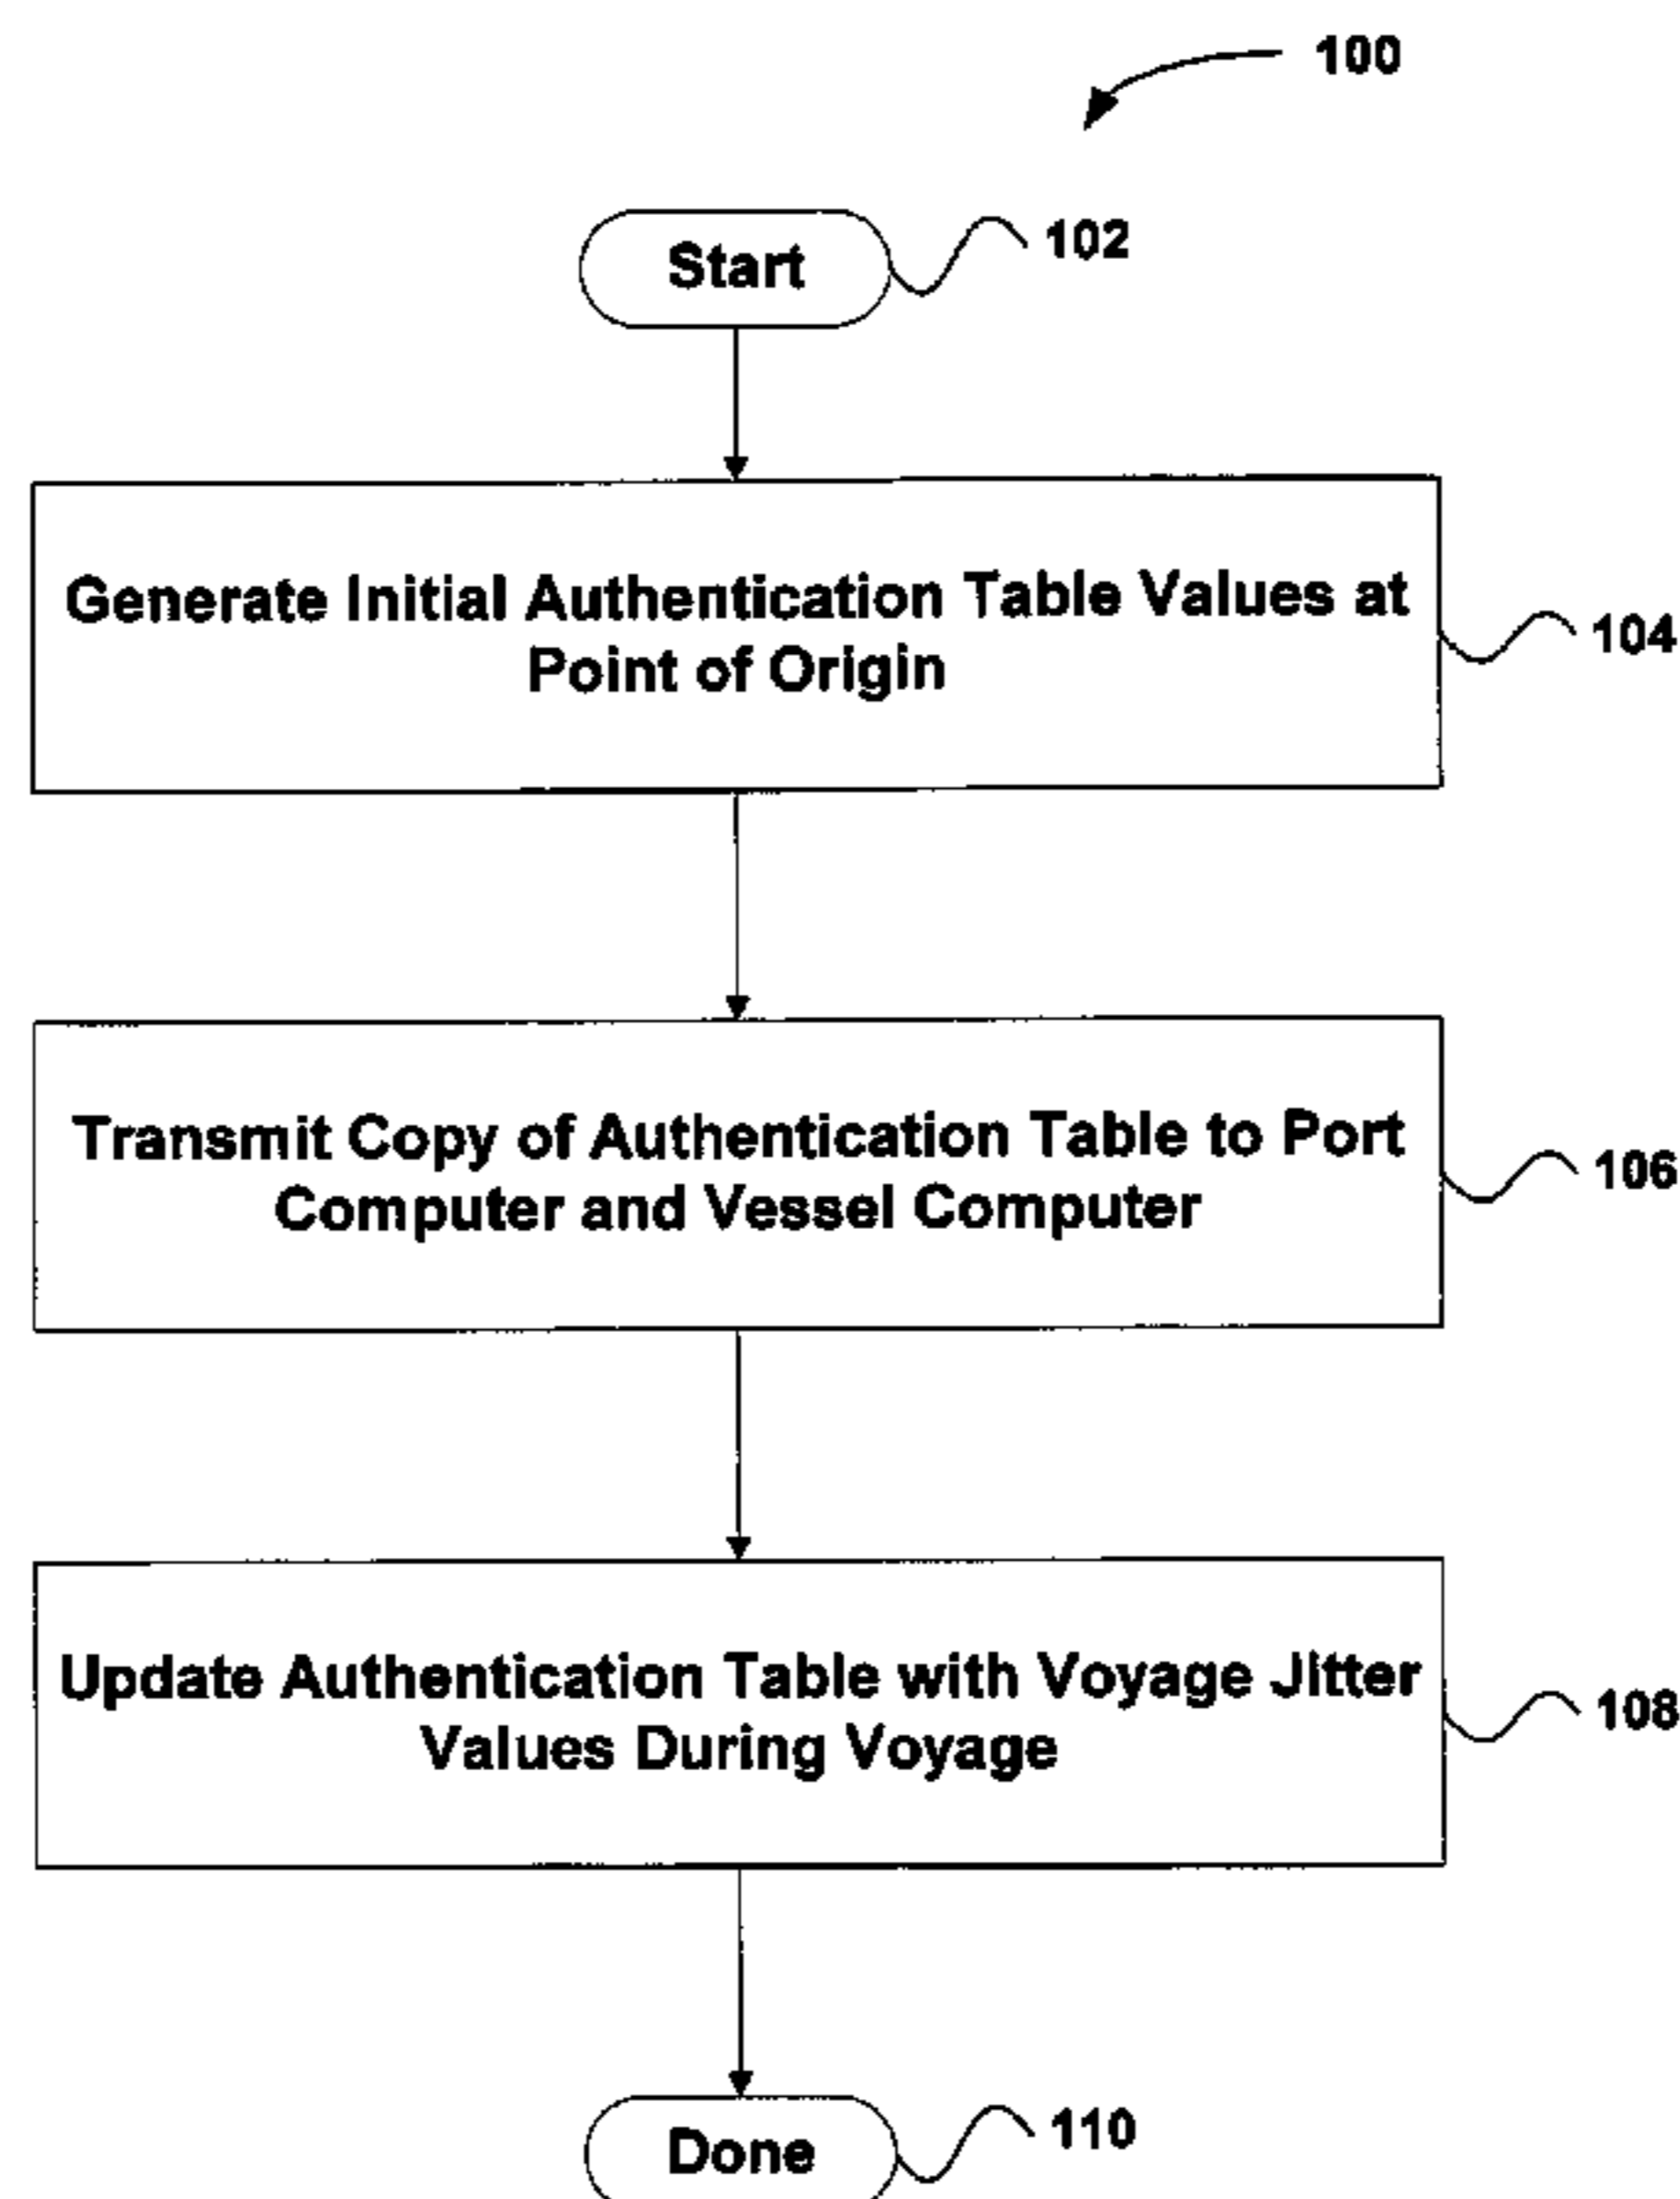 100
Start
102
Generate Initial Authentication Table Values at
Point of Origin
104
Transmit Copy of Authentication Table to Port
Computer and Vessel Computer
106
Update Authentication Table with Voyage Jitter
Values During Voyage
108
Done
110